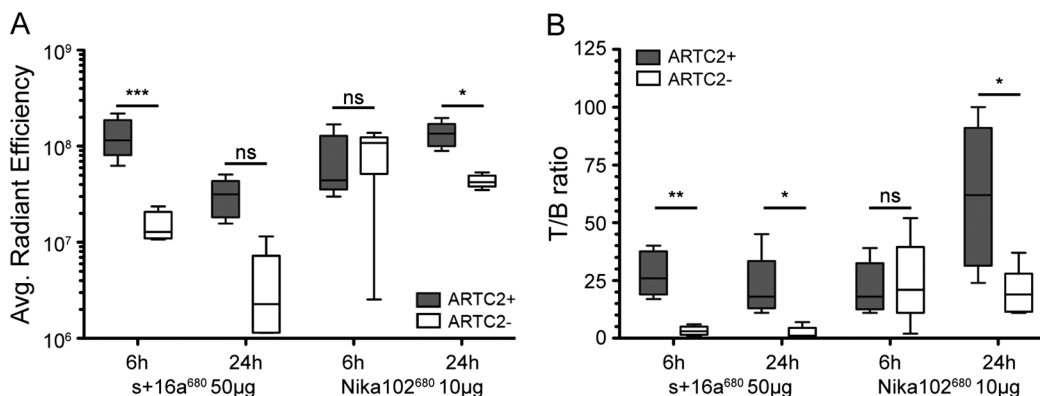 A
Avg. Radiant Efficiency
10⁹
10⁸
10⁷
10⁶
***
ns
ns
*
ARTC2+
ARTC2-
6h 24h 6h 24h
s+16a⁶⁸⁰ 50µg Nika102⁶⁸⁰ 10µg
B
T/B ratio
125
100
75
50
25
0
ARTC2+
ARTC2-
**
*
ns
*
6h 24h 6h 24h
s+16a⁶⁸⁰ 50µg Nika102⁶⁸⁰ 10µg